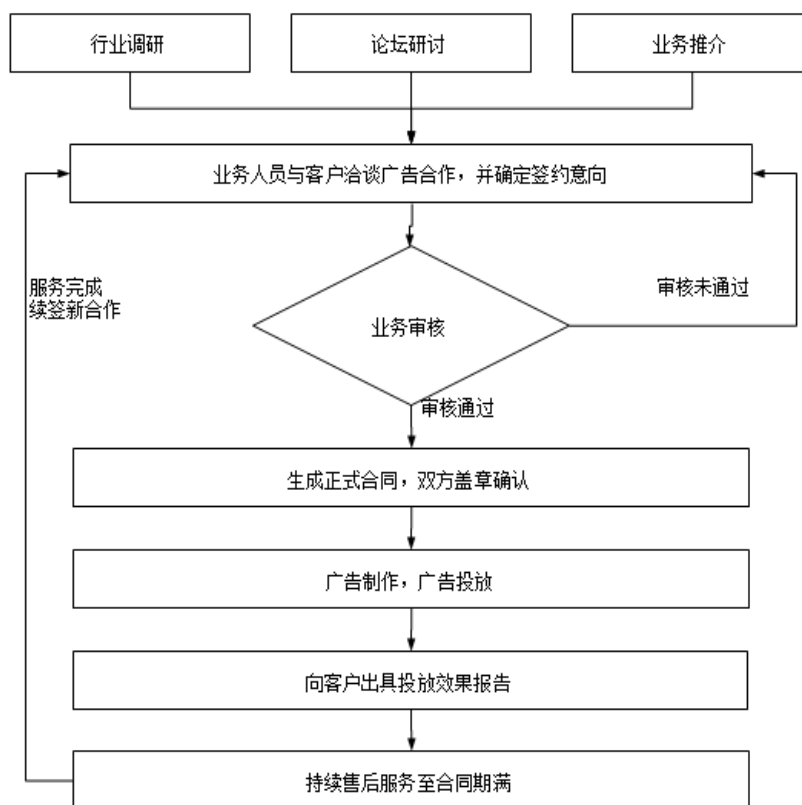 行业调研
论坛研讨
业务推介
业务人员与客户洽谈广告合作，并确定签约意向
服务完成
续签新合作
审核未通过
业务审核
审核通过
生成正式合同，双方盖章确认
广告制作，广告投放
向客户出具投放效果报告
持续售后服务至合同期满